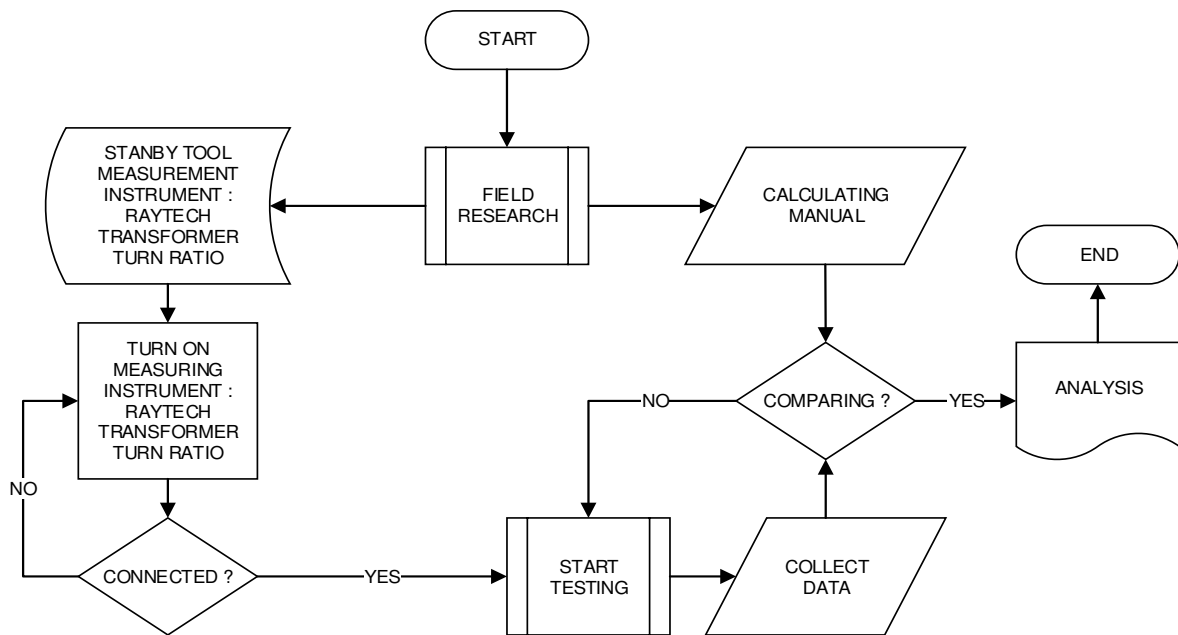 START
STANBY TOOL
MEASUREMENT
INSTRUMENT :
RAYTECH
TRANSFORMER
TURN RATIO
FIELD
RESEARCH
CALCULATING
MANUAL
END
TURN ON
MEASURING
INSTRUMENT :
RAYTECH
TRANSFORMER
TURN RATIO
NO
COMPARING ?
YES
ANALYSIS
NO
CONNECTED ?
YES
START
TESTING
COLLECT
DATA